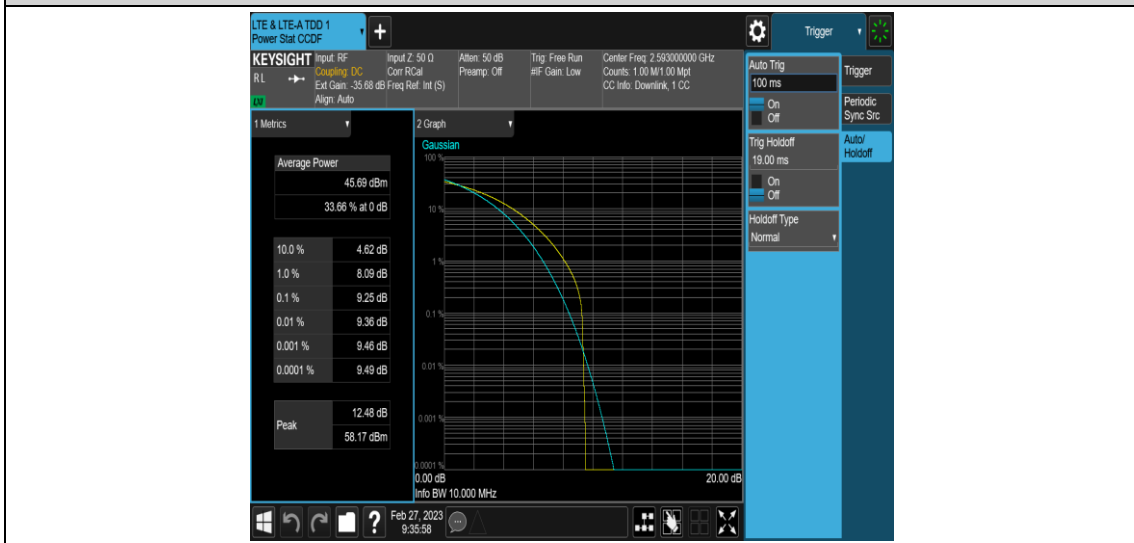 LTE & LTE-A TDD 1
Power Stat CCDF
+
Trigger
KEYSIGHT
RL
LXI
Input: RF
Coupling: DC
Ext Gain: -35.68 dB
Align: Auto
Input Z: 50 Ω
Corr RCal
Freq Ref: Int (S)
Atten: 50 dB
Preamp: Off
Trig: Free Run
#IF Gain: Low
Center Freq: 2.593000000 GHz
Counts: 1.00 M/1.00 Mpt
CC Info: Downlink, 1 CC
1 Metrics
Average Power
45.69 dBm
33.66 % at 0 dB
10.0 % 4.62 dB
1.0 % 8.09 dB
0.1 % 9.25 dB
0.01 % 9.36 dB
0.001 % 9.46 dB
0.0001 % 9.49 dB
Peak
12.48 dB
58.17 dBm
2 Graph
Gaussian
100 %
10 %
1 %
0.1 %
0.01 %
0.001 %
0.0001 %
0.00 dB 20.00 dB
Info BW 10.000 MHz
Auto Trig
100 ms
On
Off
Trig Holdoff
19.00 ms
On
Off
Holdoff Type
Normal
Trigger
Periodic
Sync Src
Auto/
Holdoff
?
Feb 27, 2023
9:35:58